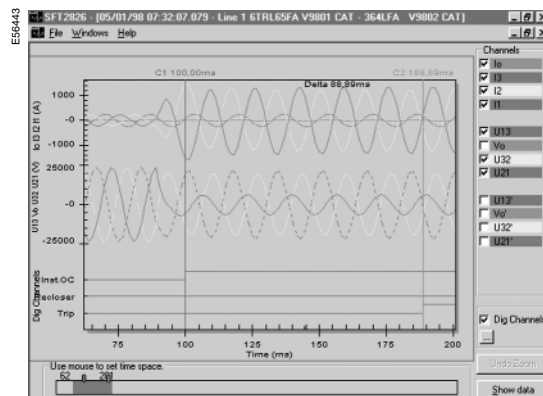 E56443
SFT2826 - [05/01/98 07:32:07.079 - Line 1 6TRL65FA V9801 CAT - 364LFA V9802 CAT]
File Windows Help
Channels
C1 100,00ms
C2 188,89ms
Delta 88,89ms
Io
I3
I2
I1
U13
Vo
U32
U21
U13'
Vo'
U32'
U21'
Io I3 I2 I1 (A)
1000
-0
-1000
U13 Vo U32 U21 (V)
25000
-0
-25000
Dig Channels
Inst.OC
Recloser
Trip
75 100 125 150 175 200
Time (ms)
Dig Channels
...
Use mouse to set time space.
62 201
Undo Zoom
Show data